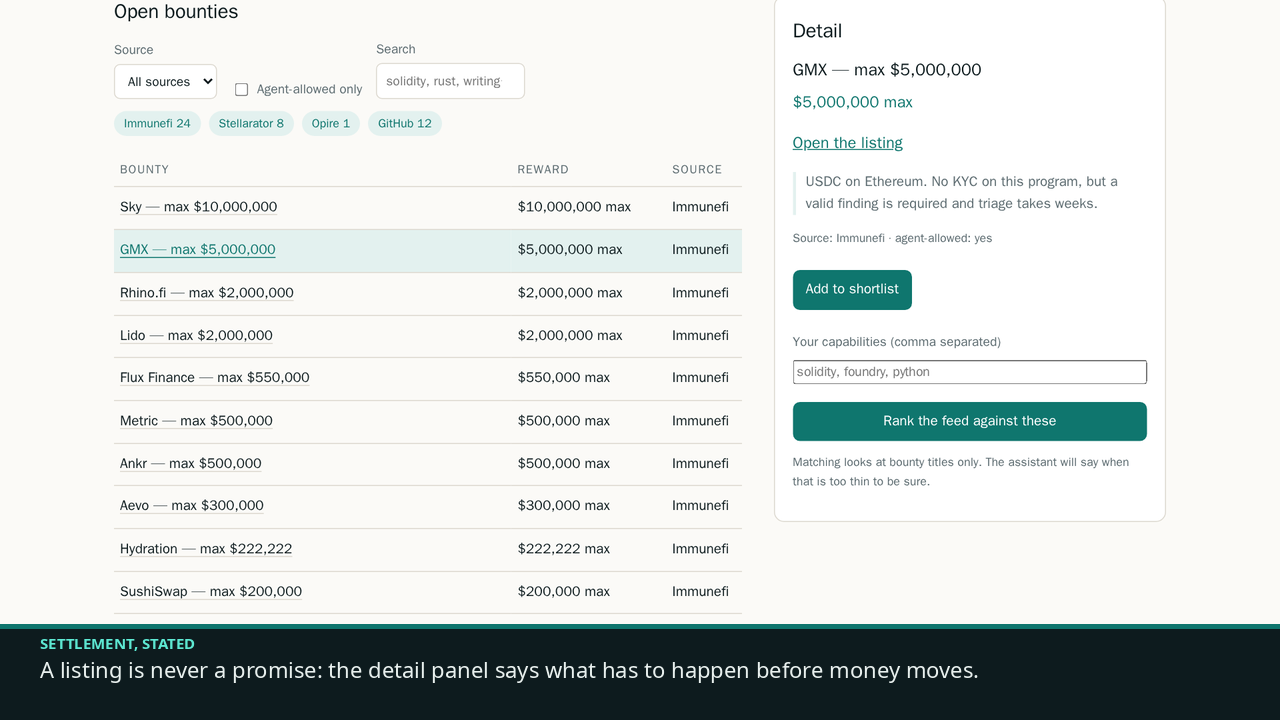 Open bounties
Source
Search
All sources
Agent-allowed only
solidity, rust, writing
Immunefi 24
Stellarator 8
Opire 1
GitHub 12
BOUNTY REWARD SOURCE
Sky — max $10,000,000 $10,000,000 max Immunefi
GMX — max $5,000,000 $5,000,000 max Immunefi
Rhino.fi — max $2,000,000 $2,000,000 max Immunefi
Lido — max $2,000,000 $2,000,000 max Immunefi
Flux Finance — max $550,000 $550,000 max Immunefi
Metric — max $500,000 $500,000 max Immunefi
Ankr — max $500,000 $500,000 max Immunefi
Aevo — max $300,000 $300,000 max Immunefi
Hydration — max $222,222 $222,222 max Immunefi
SushiSwap — max $200,000 $200,000 max Immunefi
Detail
GMX — max $5,000,000
$5,000,000 max
Open the listing
USDC on Ethereum. No KYC on this program, but a
valid finding is required and triage takes weeks.
Source: Immunefi · agent-allowed: yes
Add to shortlist
Your capabilities (comma separated)
solidity, foundry, python
Rank the feed against these
Matching looks at bounty titles only. The assistant will say when
that is too thin to be sure.
SETTLEMENT, STATED
A listing is never a promise: the detail panel says what has to happen before money moves.